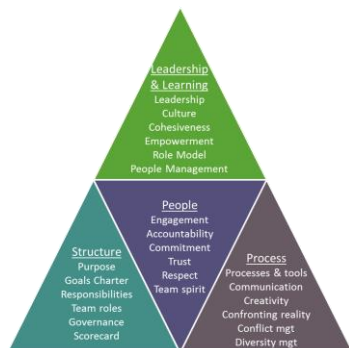 Leadership
& Learning
Leadership
Culture
Cohesiveness
Empowerment
Role Model
People Management
People
Engagement
Accountability
Commitment
Trust
Respect
Team spirit
Structure
Purpose
Goals Charter
Responsibilities
Team roles
Governance
Scorecard
Process
Processes & tools
Communication
Creativity
Confronting reality
Conflict mgt
Diversity mgt